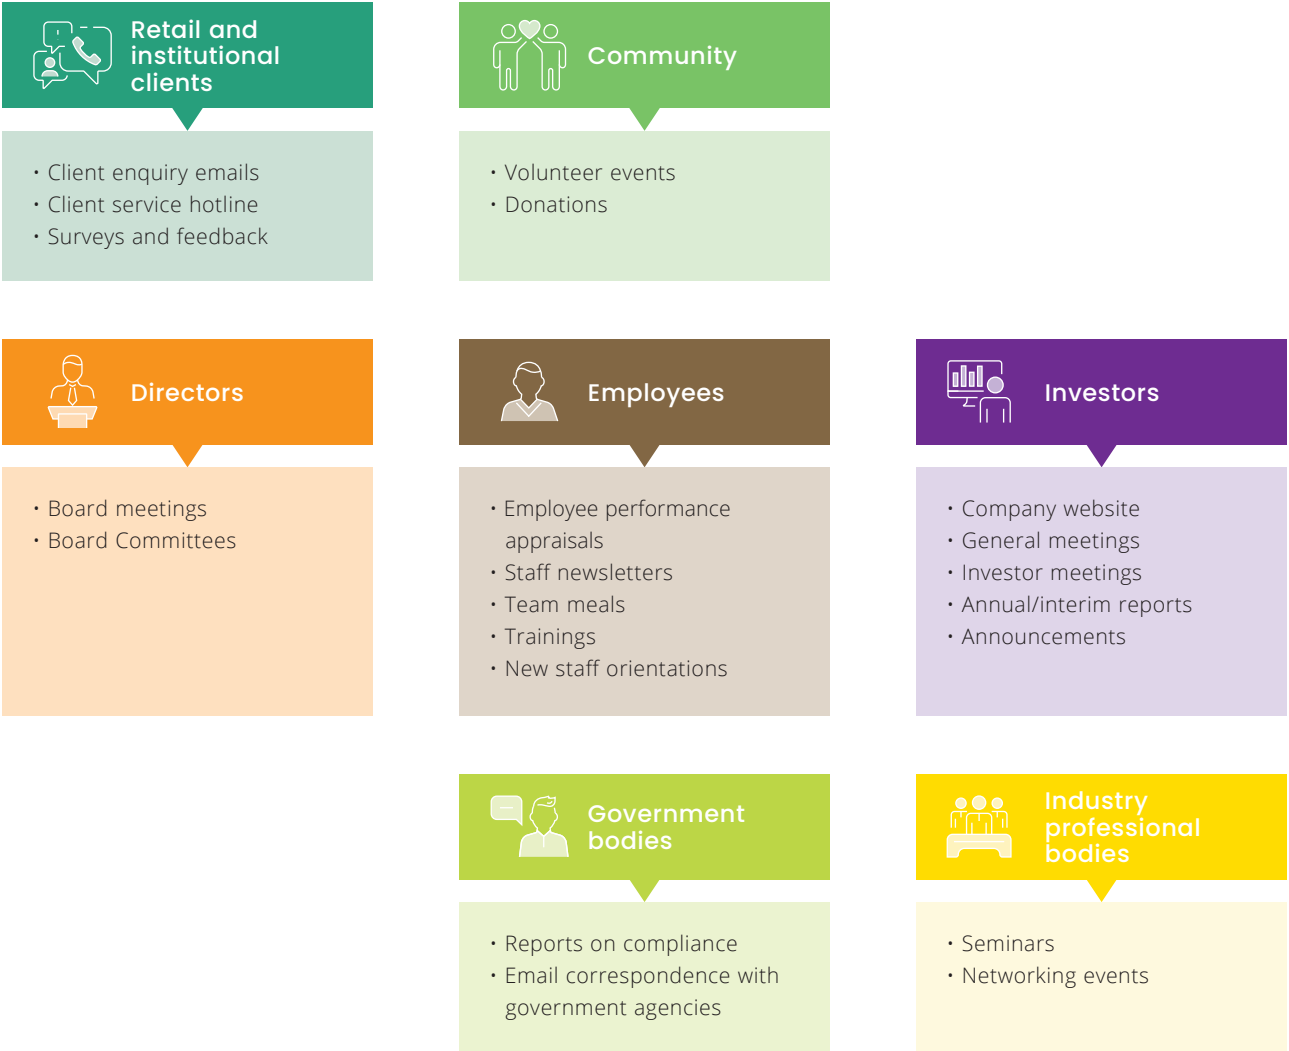 Retail and
institutional
clients
• Client enquiry emails
• Client service hotline
• Surveys and feedback
Community
• Volunteer events
• Donations
Directors
• Board meetings
• Board Committees
Employees
• Employee performance
appraisals
• Staff newsletters
• Team meals
• Trainings
• New staff orientations
Investors
• Company website
• General meetings
• Investor meetings
• Annual/interim reports
• Announcements
Government
bodies
• Reports on compliance
• Email correspondence with
government agencies
Industry
professional
bodies
• Seminars
• Networking events